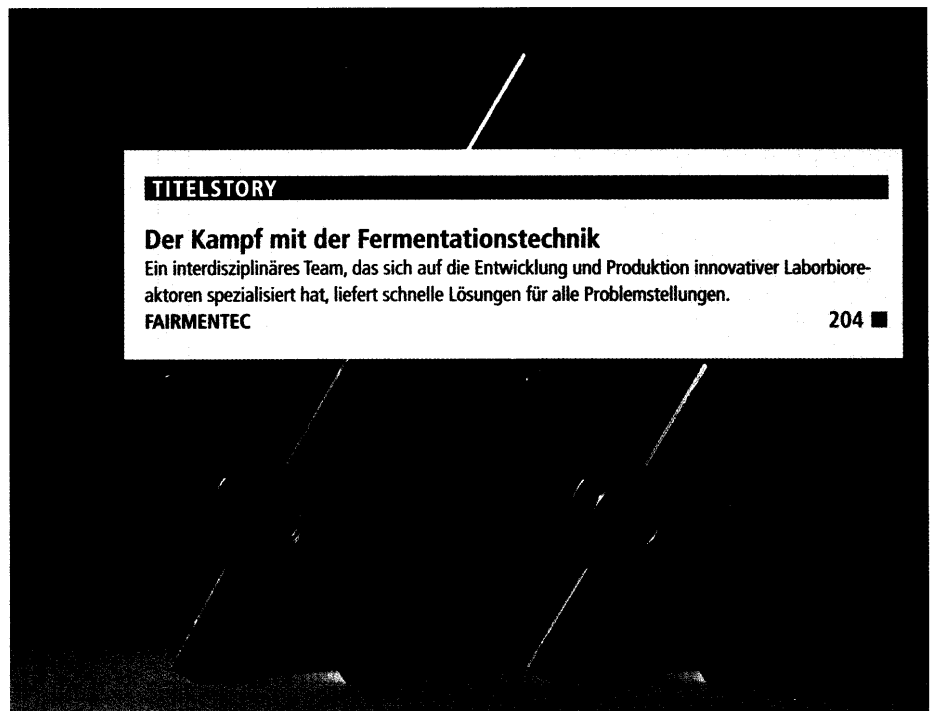 TITELSTORY
Der Kampf mit der Fermentationstechnik
Ein interdisziplinäres Team, das sich auf die Entwicklung und Produktion innovativer Laborbiore-
aktoren spezialisiert hat, liefert schnelle Lösungen für alle Problemstellungen.
FAIRMENTEC 204 ■